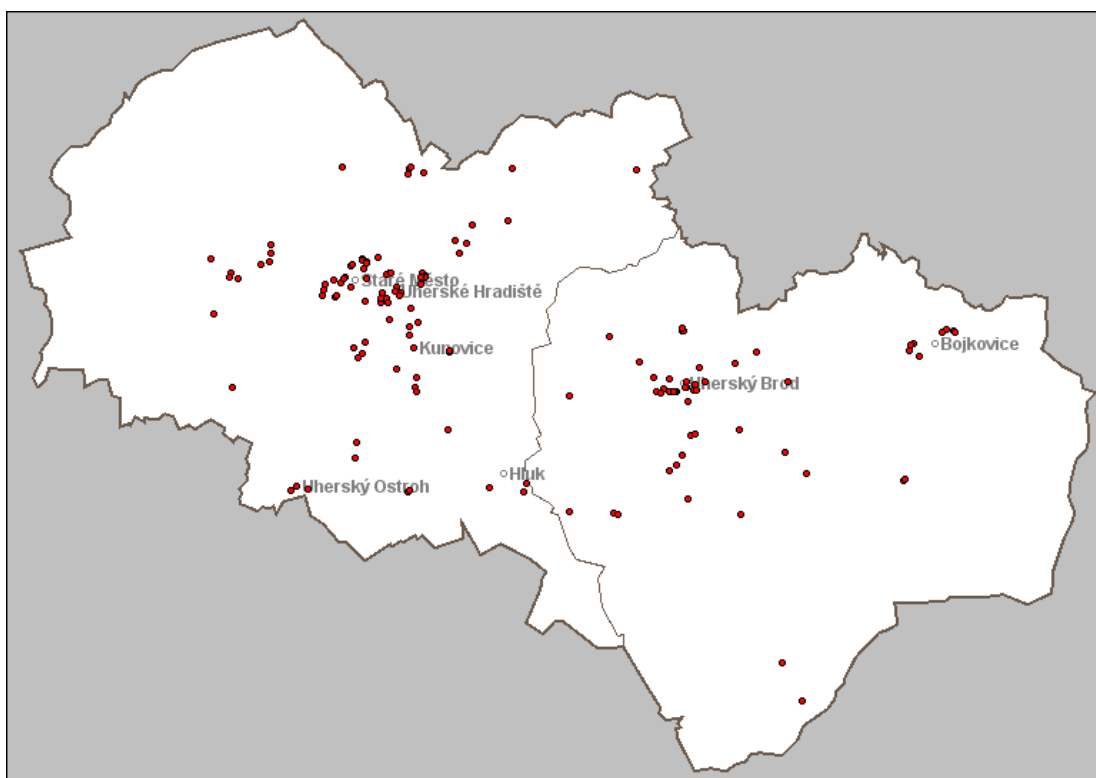 Staré Město
Uherské Hradiště
Kunovice
Bojkovice
Uherský Brod
Hluk
Uherský Ostroh